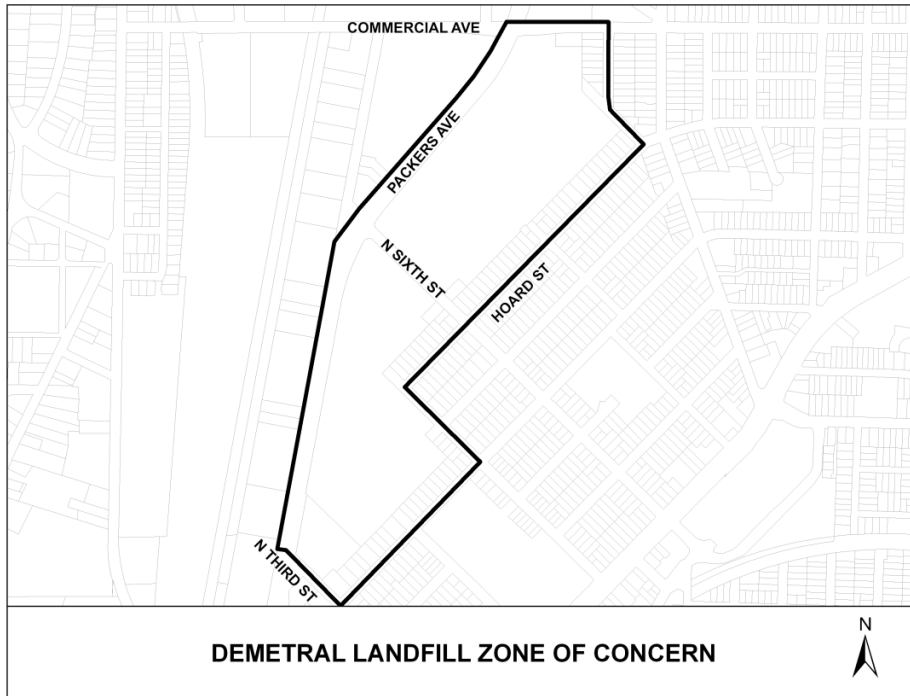 COMMERCIAL AVE
PACKERS AVE
N SIXTH ST
HOARD ST
N THIRD ST
DEMETRAL LANDFILL ZONE OF CONCERN
N